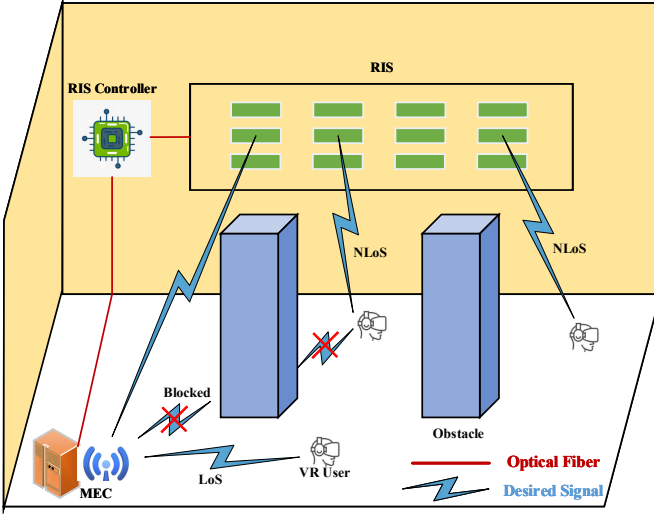 RIS
RIS Controller
NLoS
NLoS
Blocked
Obstacle
LoS
VR User
MEC
Optical Fiber
Desired Signal